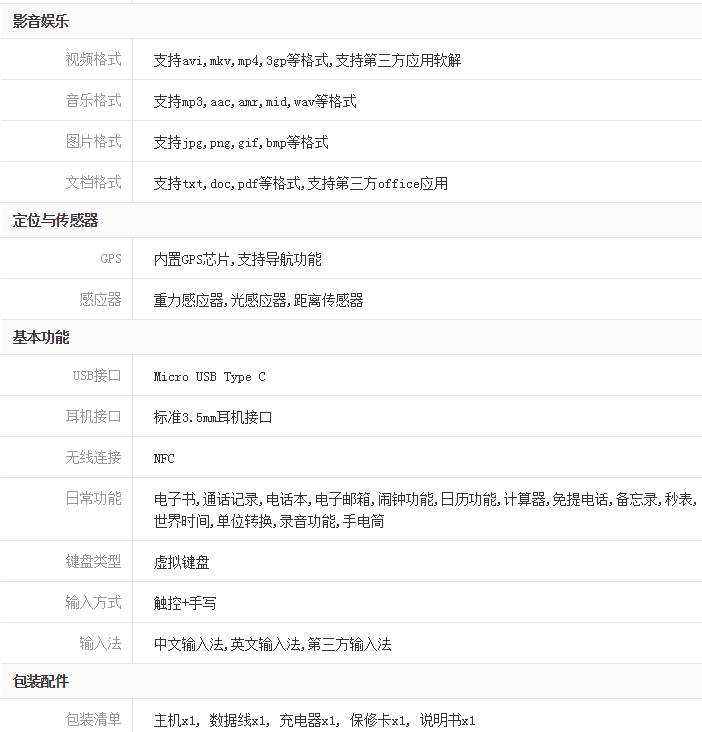 影音娱乐
视频格式 支持avi,mkv,mp4,3gp等格式,支持第三方应用软解
音乐格式 支持mp3,aac,amr,mid,wav等格式
图片格式 支持jpg,png,gif,bmp等格式
文档格式 支持txt,doc,pdf等格式,支持第三方office应用
定位与传感器
GPS 内置GPS芯片,支持导航功能
感应器 重力感应器,光感应器,距离传感器
基本功能
USB接口 Micro USB Type C
耳机接口 标准3.5mm耳机接口
无线连接 NFC
日常功能 电子书,通话记录,电话本,电子邮箱,闹钟功能,日历功能,计算器,免提电话,备忘录,秒表,
世界时间,单位转换,录音功能,手电筒
键盘类型 虚拟键盘
输入方式 触控+手写
输入法 中文输入法,英文输入法,第三方输入法
包装配件
包装清单 主机x1, 数据线x1, 充电器x1, 保修卡x1, 说明书x1